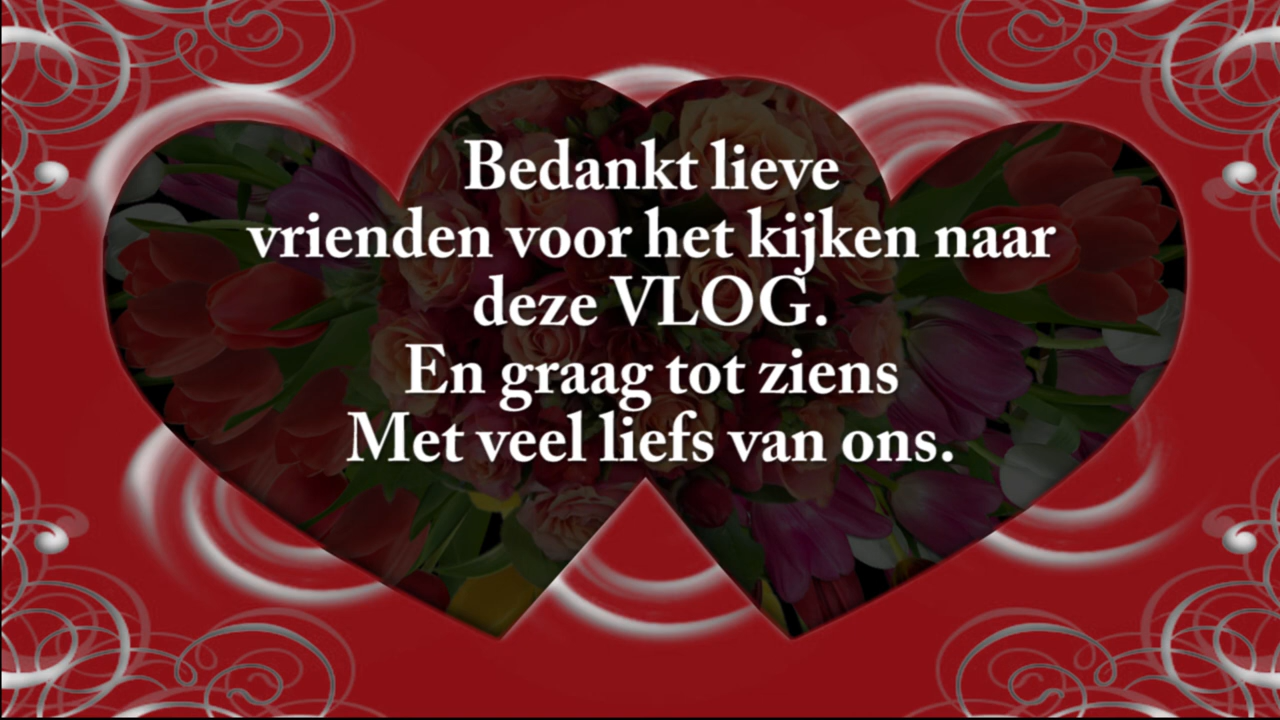 Bedankt lieve
vrienden voor het kijken naar
deze VLOG.
En graag tot ziens
Met veel liefs van ons.